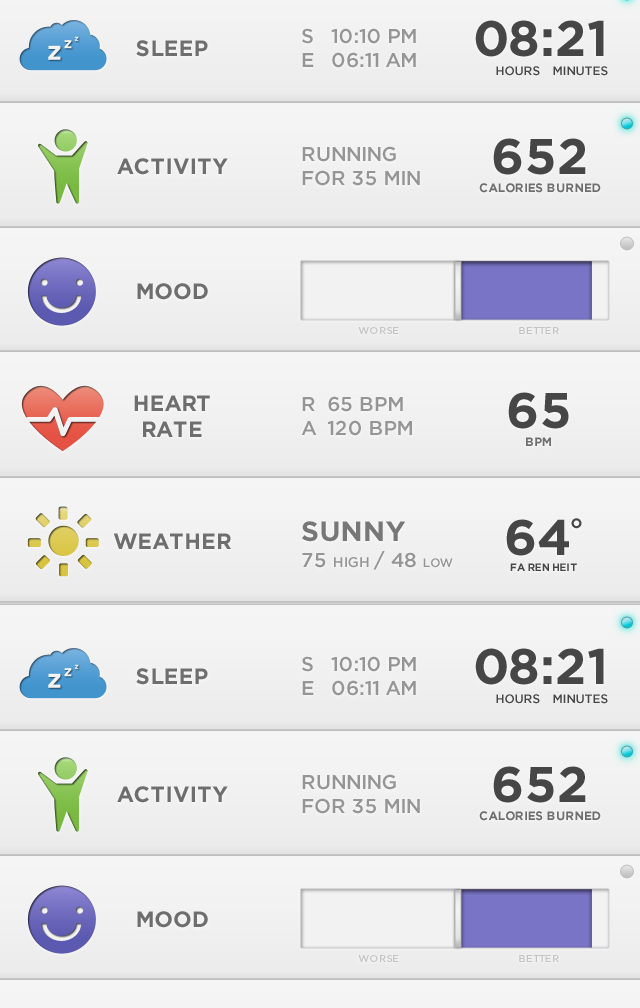 z z z
SLEEP
S 10:10 PM
E 06:11 AM
08:21
HOURS MINUTES
ACTIVITY
RUNNING
FOR 35 MIN
652
CALORIES BURNED
MOOD
WORSE BETTER
HEART
RATE
R 65 BPM
A 120 BPM
65
BPM
WEATHER
SUNNY
75 HIGH / 48 LOW
64°
FARENHEIT
z z z
SLEEP
S 10:10 PM
E 06:11 AM
08:21
HOURS MINUTES
ACTIVITY
RUNNING
FOR 35 MIN
652
CALORIES BURNED
MOOD
WORSE BETTER